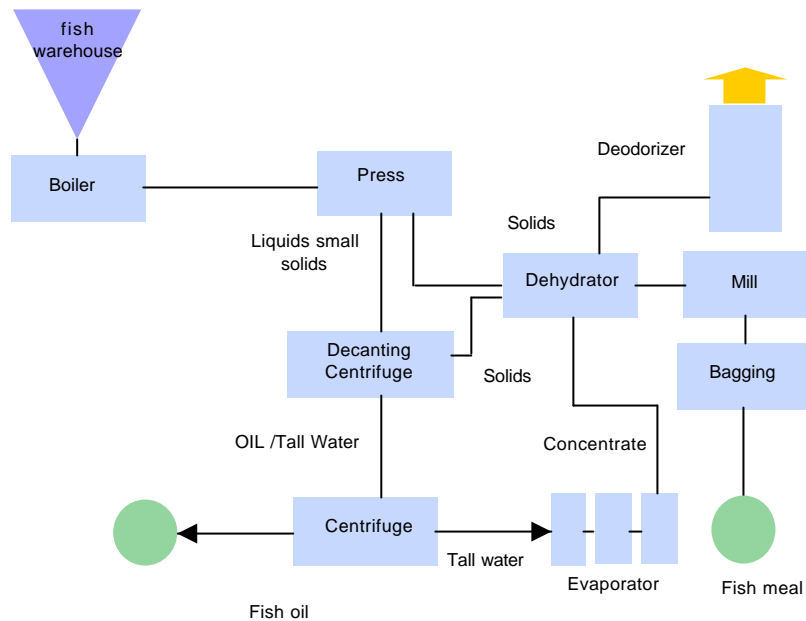 fish
warehouse
Deodorizer
Boiler
Press
Solids
Liquids small
solids
Dehydrator
Mill
Decanting
Centrifuge
Solids
Bagging
OIL /Tall Water
Concentrate
Centrifuge
Tall water
Evaporator
Fish meal
Fish oil